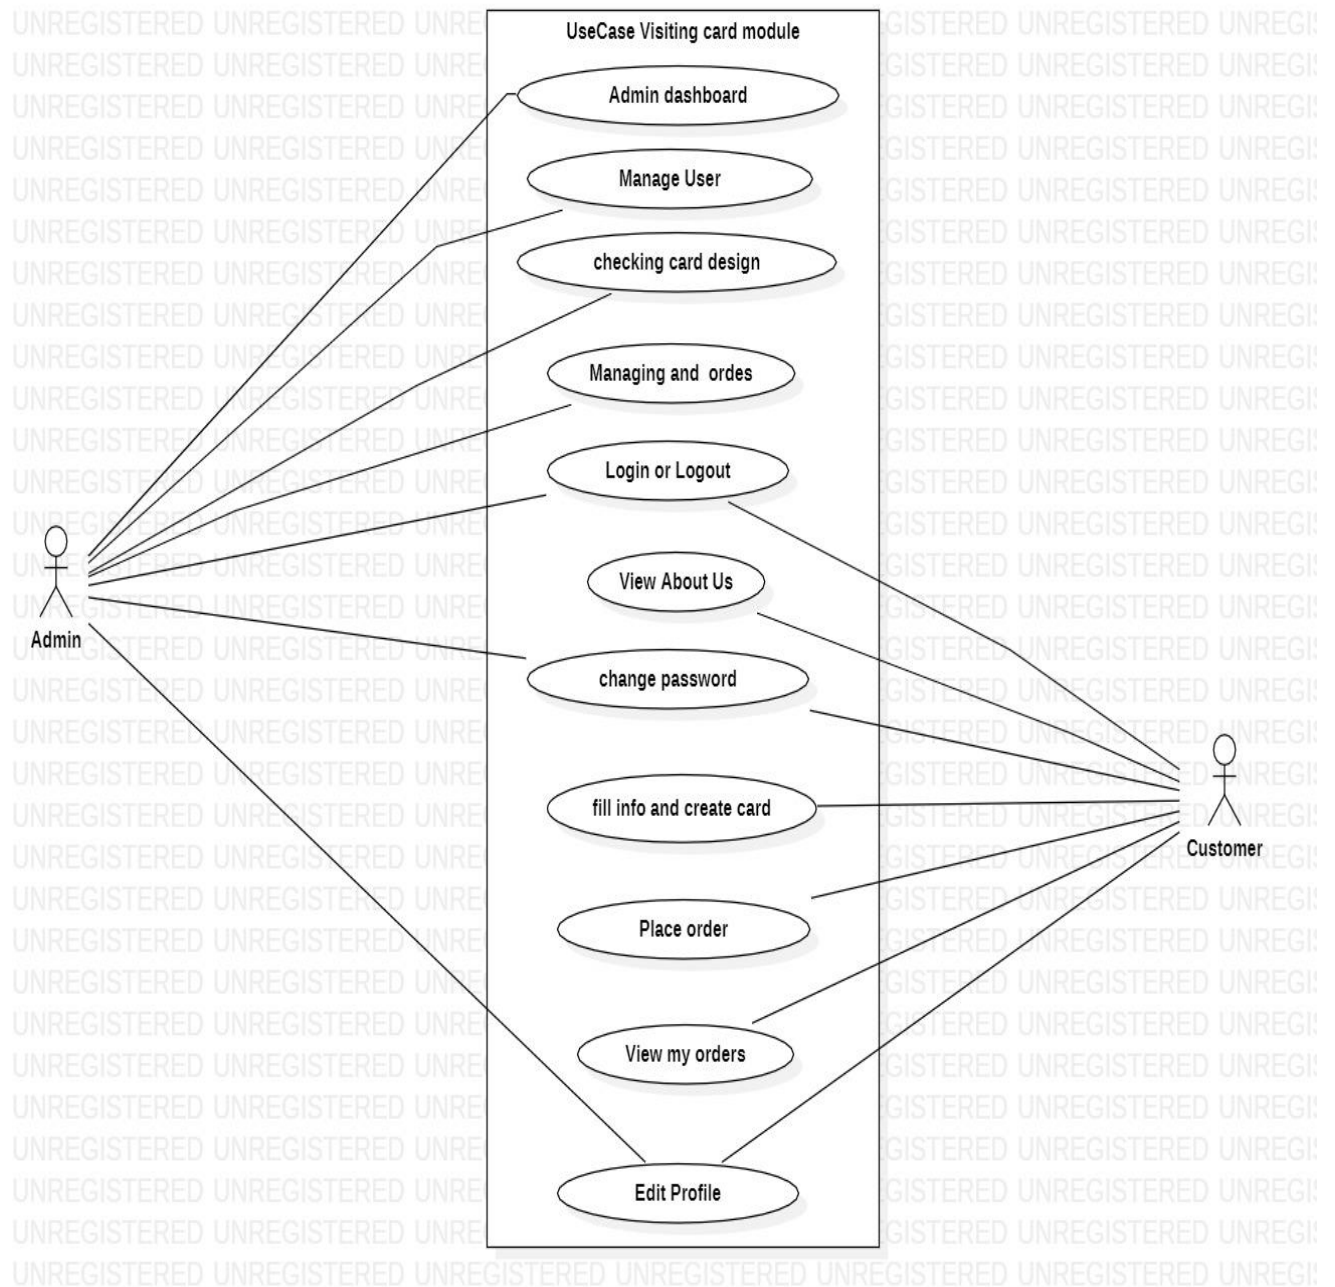 UseCase Visiting card module
Admin dashboard
Manage User
checking card design
Managing and  ordes
Login or Logout
View About Us
change password
fill info and create card
Place order
View my orders
Edit Profile
Admin
Customer
UNREGISTERED